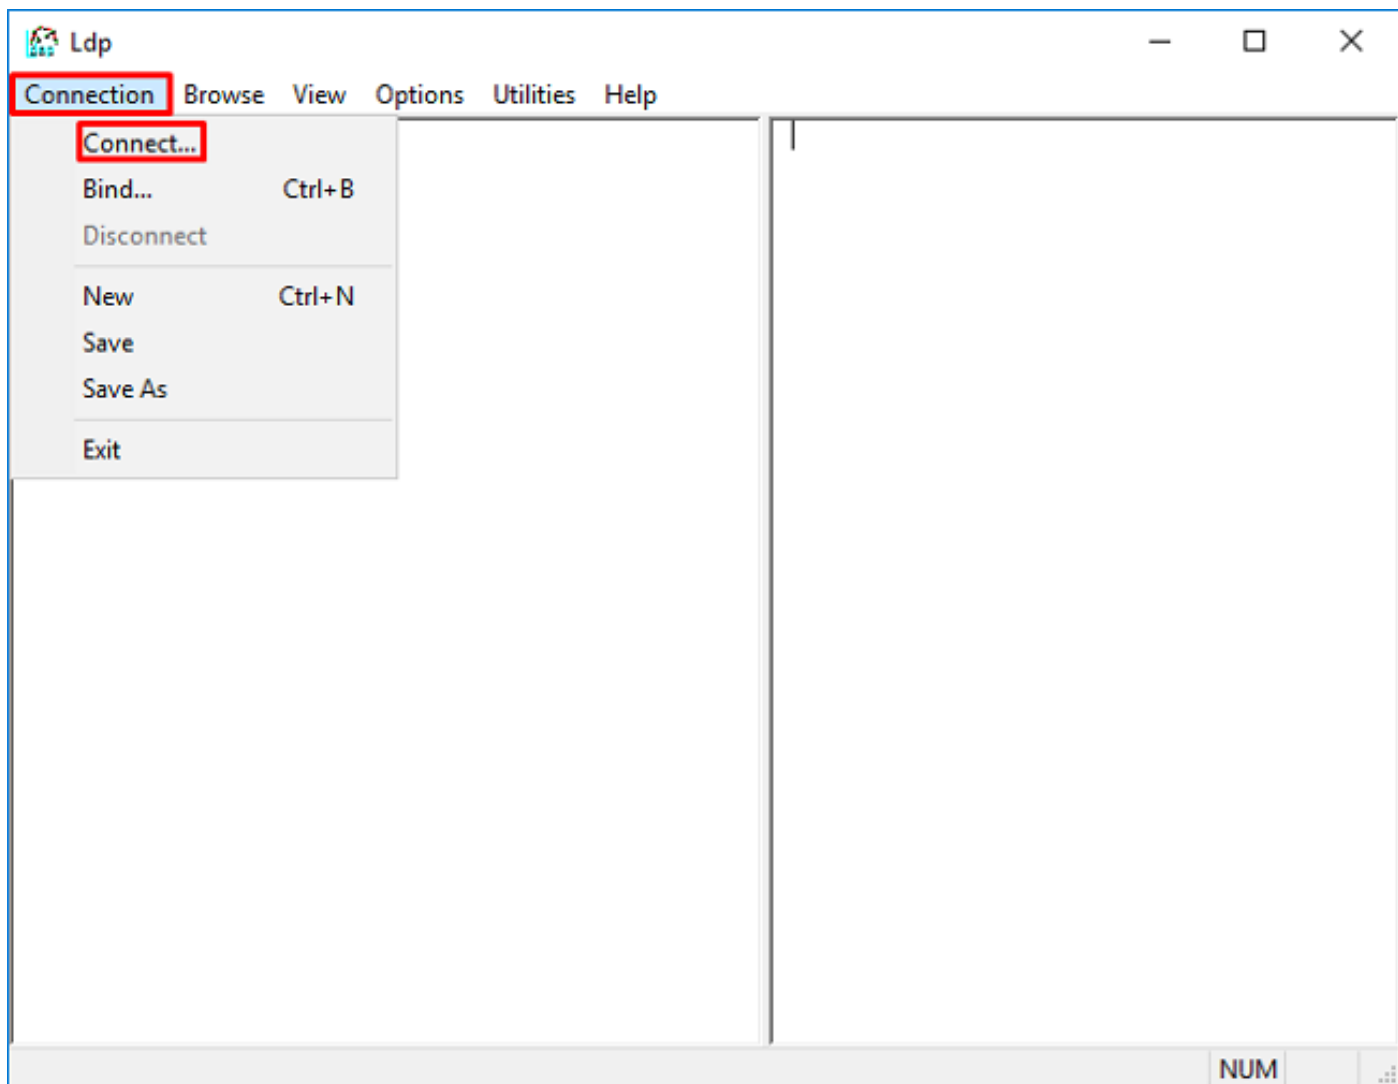 Ldp
Connection Browse View Options Utilities Help
Connect...
Bind... Ctrl+B
Disconnect
New Ctrl+N
Save
Save As
Exit
NUM